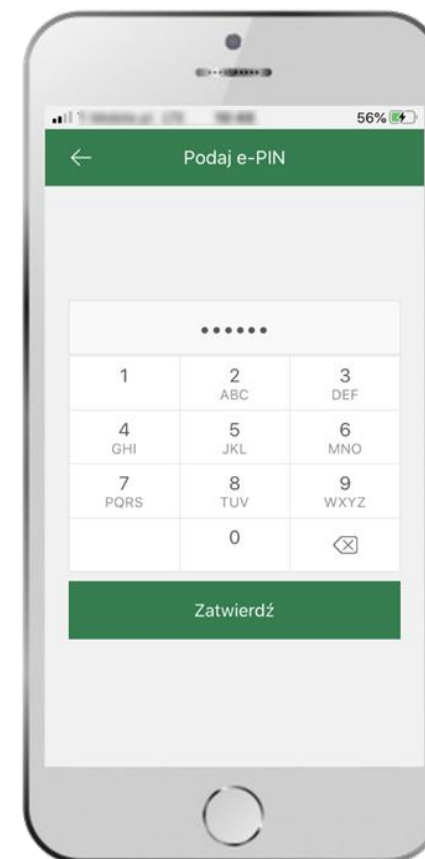 56%
Podaj e-PIN
••••••
1 2 3
ABC DEF
4 5 6
GHI JKL MNO
7 8 9
PQRS TUV WXYZ
0
Zatwierdź